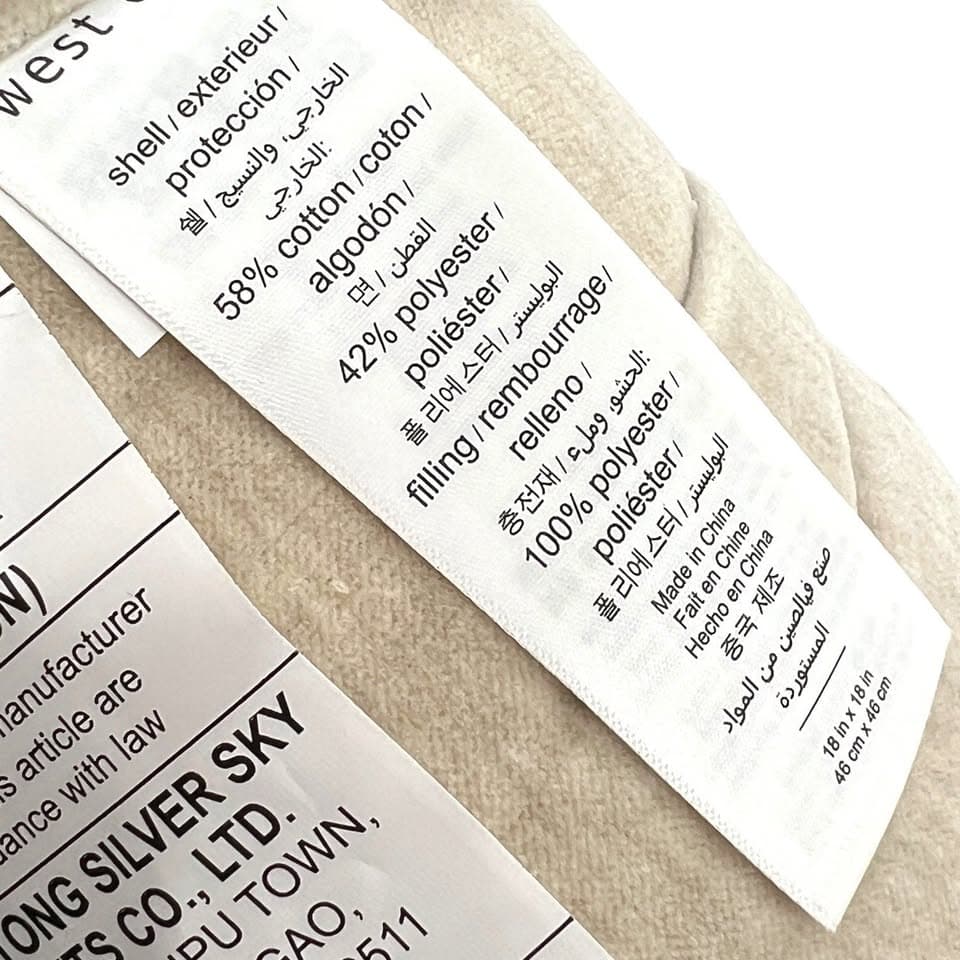 west
shell / exterieur /
protección /
쉘 / الخارجي، والنسيج
الخارجي:
58% cotton / coton /
algodón /
면 / القطن
42% polyester /
poliéster /
폴리에스터 / البوليستر
filling / rembourrage /
relleno /
충전재 / الحشو، وملء:
100% polyester /
poliéster /
폴리에스터 / البوليستر
Made in China
Fait en Chine
Hecho en China
중국 제조
صنع فيالصين من المواد
المستوردة
18 in x 18 in
46 cm x 46 cm
manufacturer
article are
with law
SILVER SKY
CO., LTD.
TOWN,